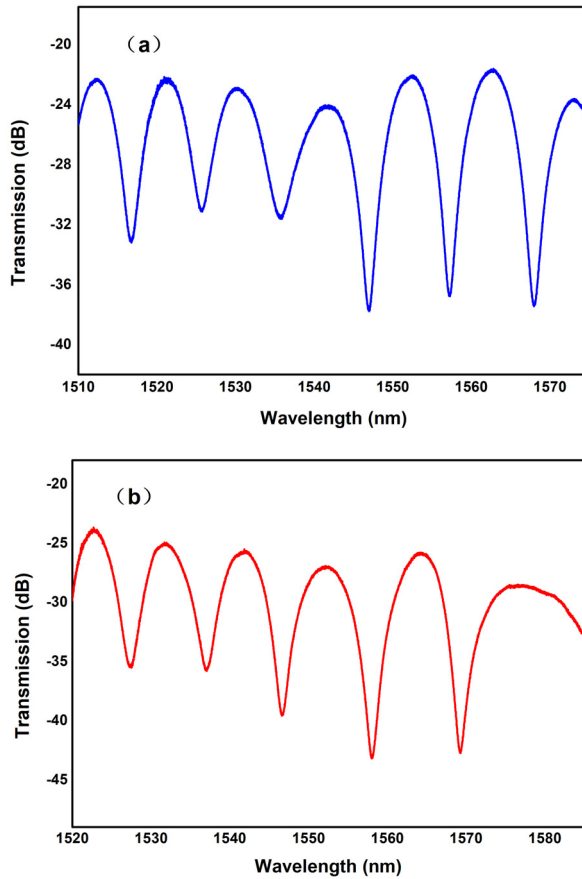 （a）
Transmission (dB)
-20
-24
-28
-32
-36
-40
1510 1520 1530 1540 1550 1560 1570
Wavelength (nm)
（b）
Transmission (dB)
-20
-25
-30
-35
-40
-45
1520 1530 1540 1550 1560 1570 1580
Wavelength (nm)